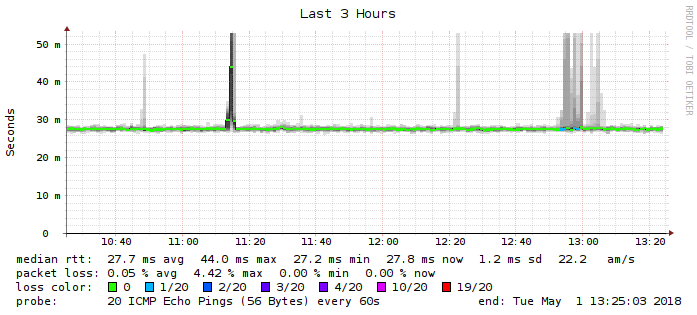 Last 3 Hours
RRDTOOL / TOBI OETIKER
Seconds
50 m
40 m
30 m
20 m
10 m
0
10:40 11:00 11:20 11:40 12:00 12:20 12:40 13:00 13:20
median rtt: 27.7 ms avg 44.0 ms max 27.2 ms min 27.8 ms now 1.2 ms sd 22.2 am/s
packet loss: 0.05 % avg 4.42 % max 0.00 % min 0.00 % now
loss color: 0 1/20 2/20 3/20 4/20 10/20 19/20
probe: 20 ICMP Echo Pings (56 Bytes) every 60s end: Tue May 1 13:25:03 2018